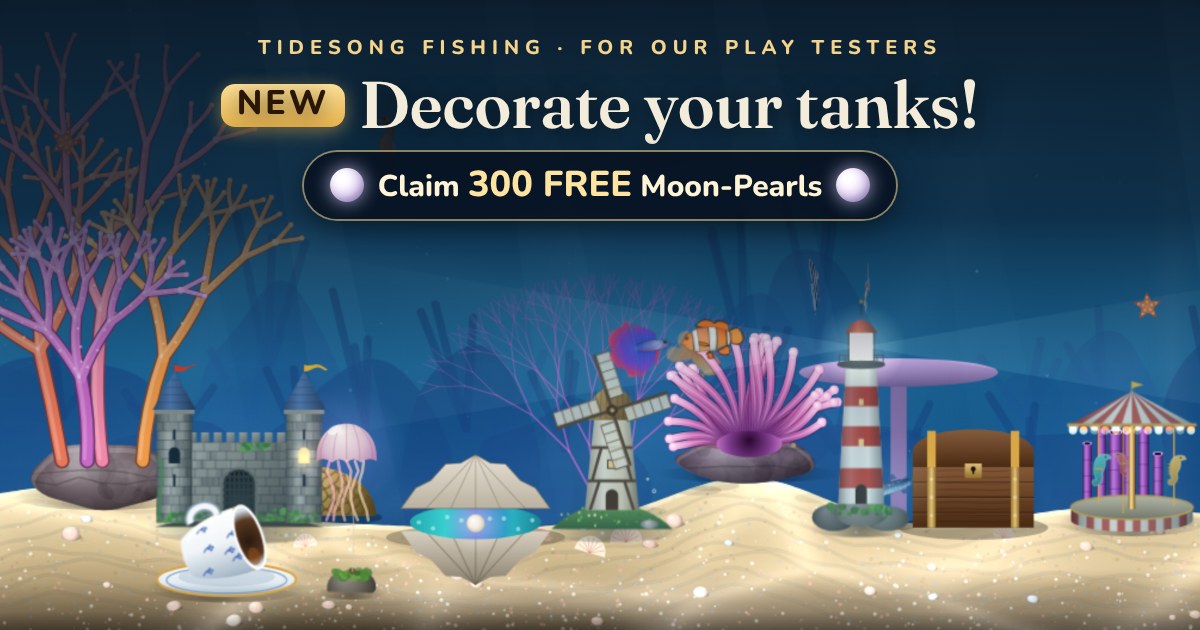 TIDESONG FISHING · FOR OUR PLAY TESTERS
NEW Decorate your tanks!
Claim 300 FREE Moon-Pearls